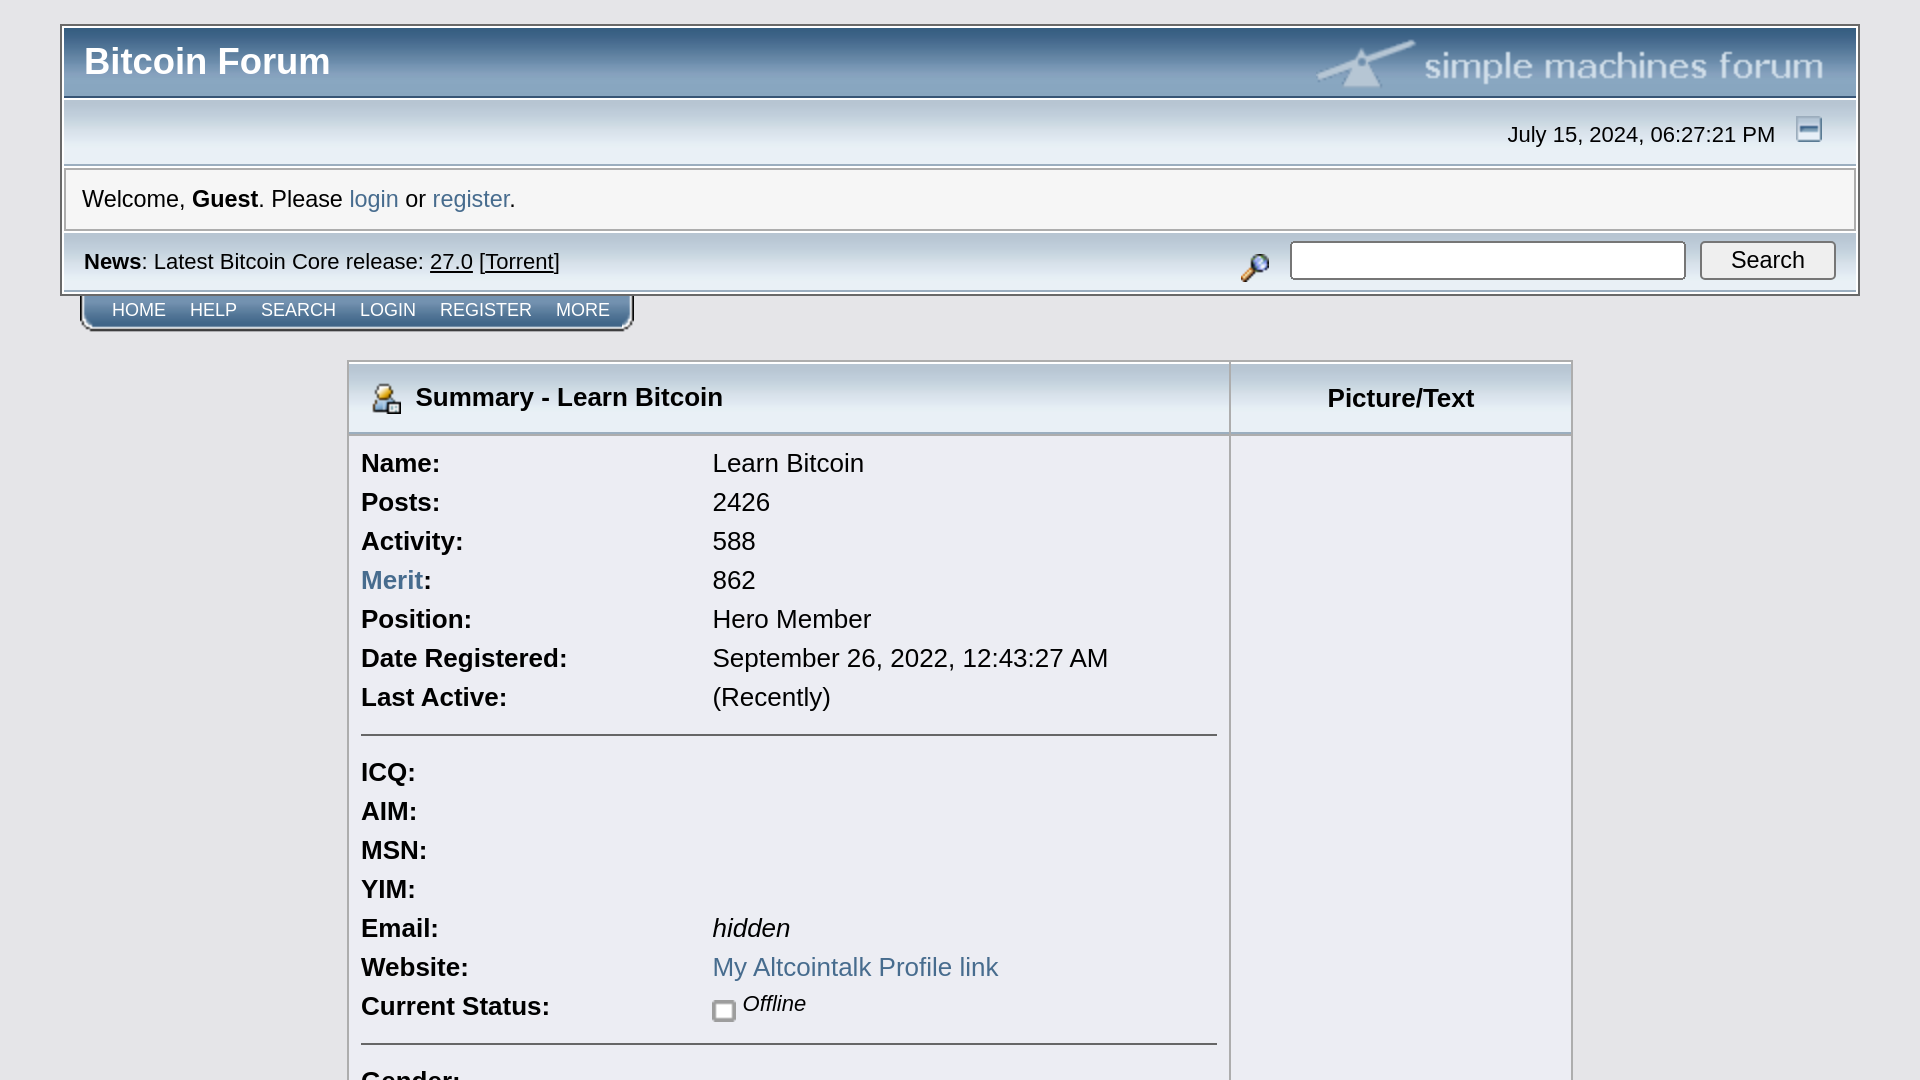 Bitcoin Forum
simple machines forum
July 15, 2024, 06:27:21 PM
Welcome, Guest. Please login or register.
News: Latest Bitcoin Core release: 27.0 [Torrent]
Search
HOME HELP SEARCH LOGIN REGISTER MORE
Summary - Learn Bitcoin
Picture/Text
Name: Learn Bitcoin
Posts: 2426
Activity: 588
Merit: 862
Position: Hero Member
Date Registered: September 26, 2022, 12:43:27 AM
Last Active: (Recently)
ICQ:
AIM:
MSN:
YIM:
Email: hidden
Website: My Altcointalk Profile link
Current Status: Offline
Gender: